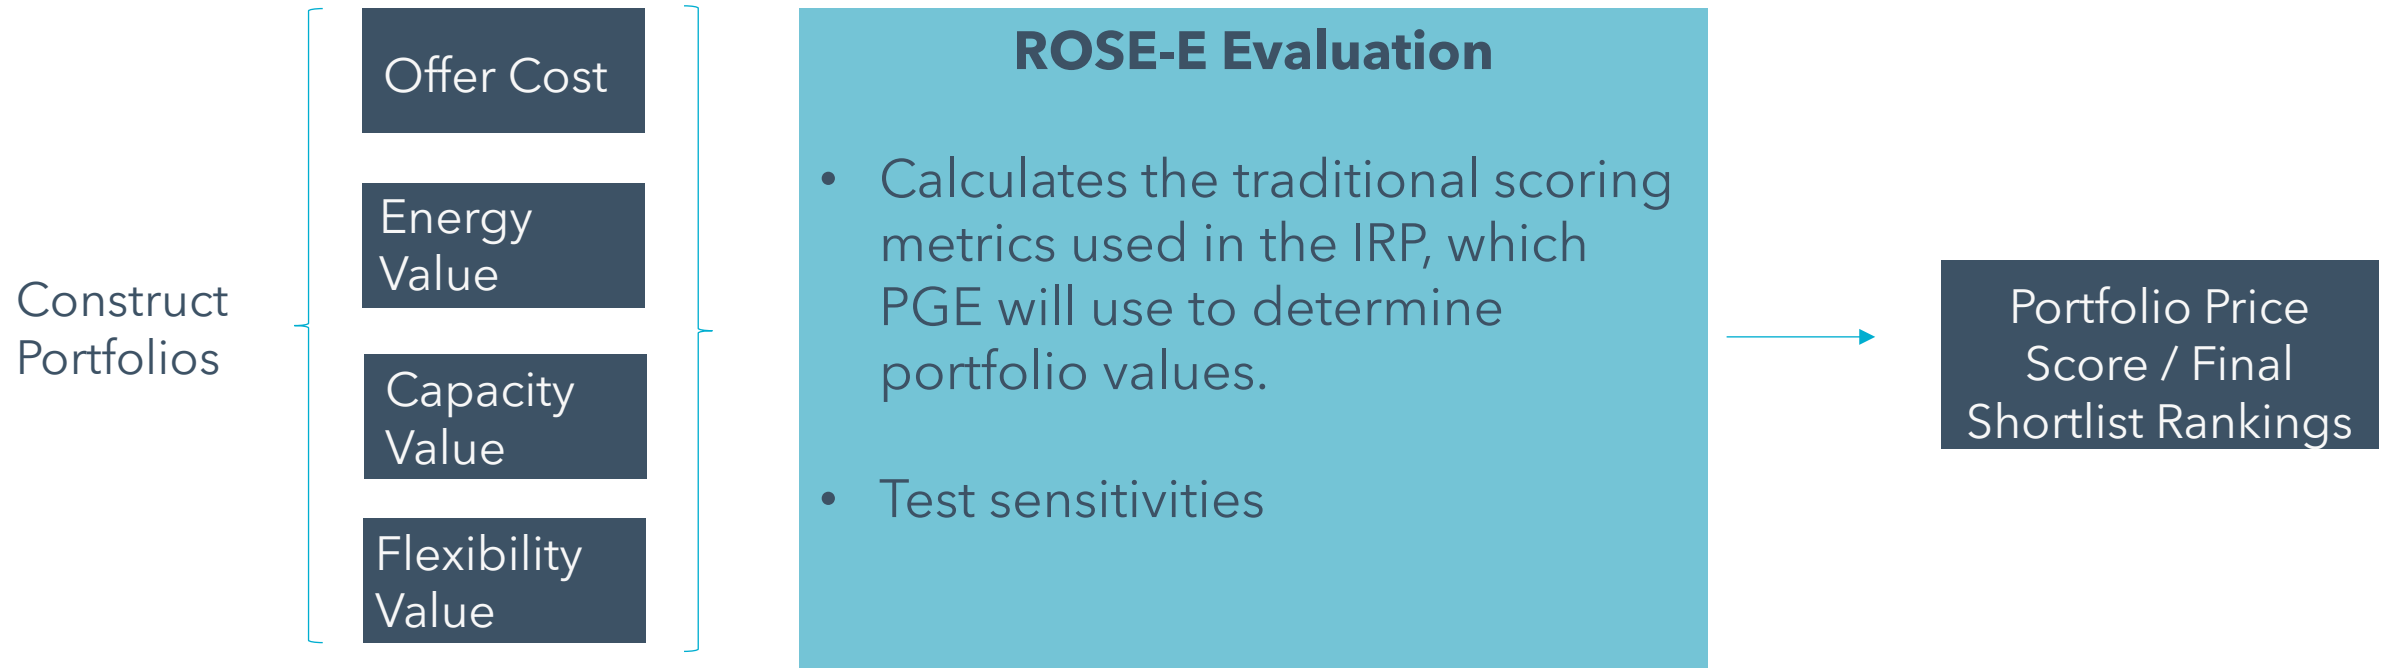 Construct
Portfolios
Offer Cost
Energy
Value
Capacity
Value
Flexibility
Value
ROSE-E Evaluation
• Calculates the traditional scoring
metrics used in the IRP, which
PGE will use to determine
portfolio values.
• Test sensitivities
Portfolio Price
Score / Final
Shortlist Rankings